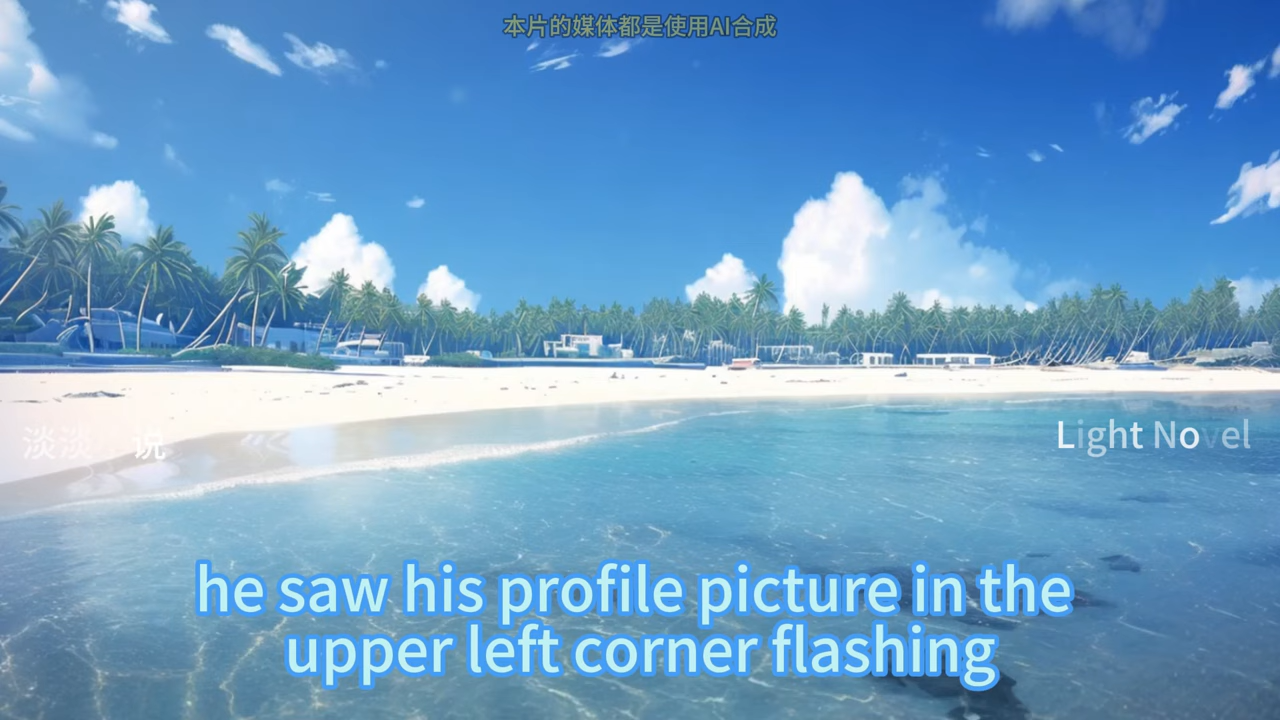 本片的媒体都是使用AI合成
淡淡 说
Light Novel
he saw his profile picture in the
upper left corner flashing